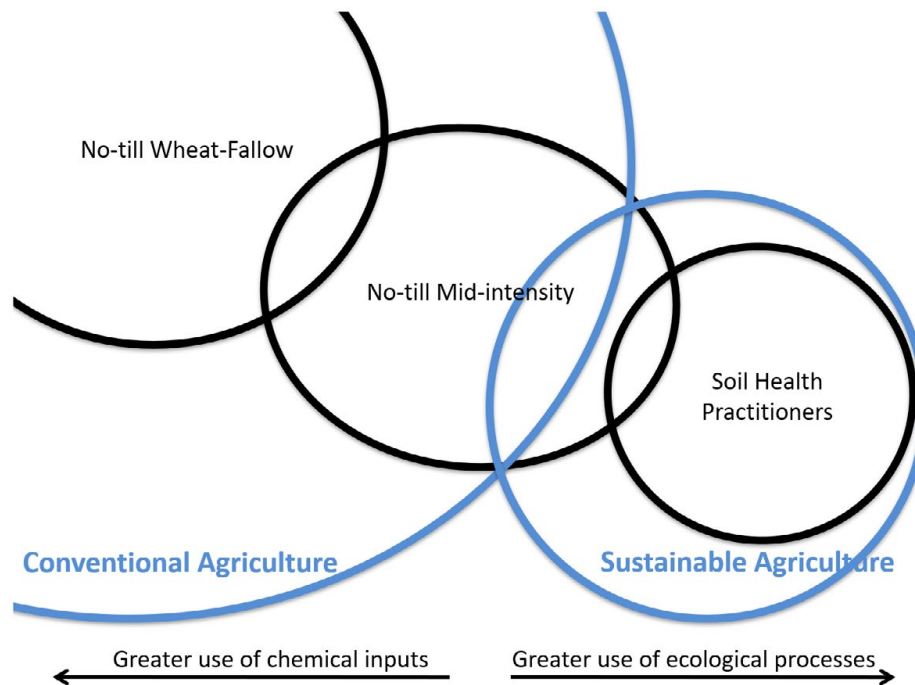 No-till Wheat-Fallow
No-till Mid-intensity
Soil Health
Practitioners
Conventional Agriculture
Sustainable Agriculture
Greater use of chemical inputs
Greater use of ecological processes